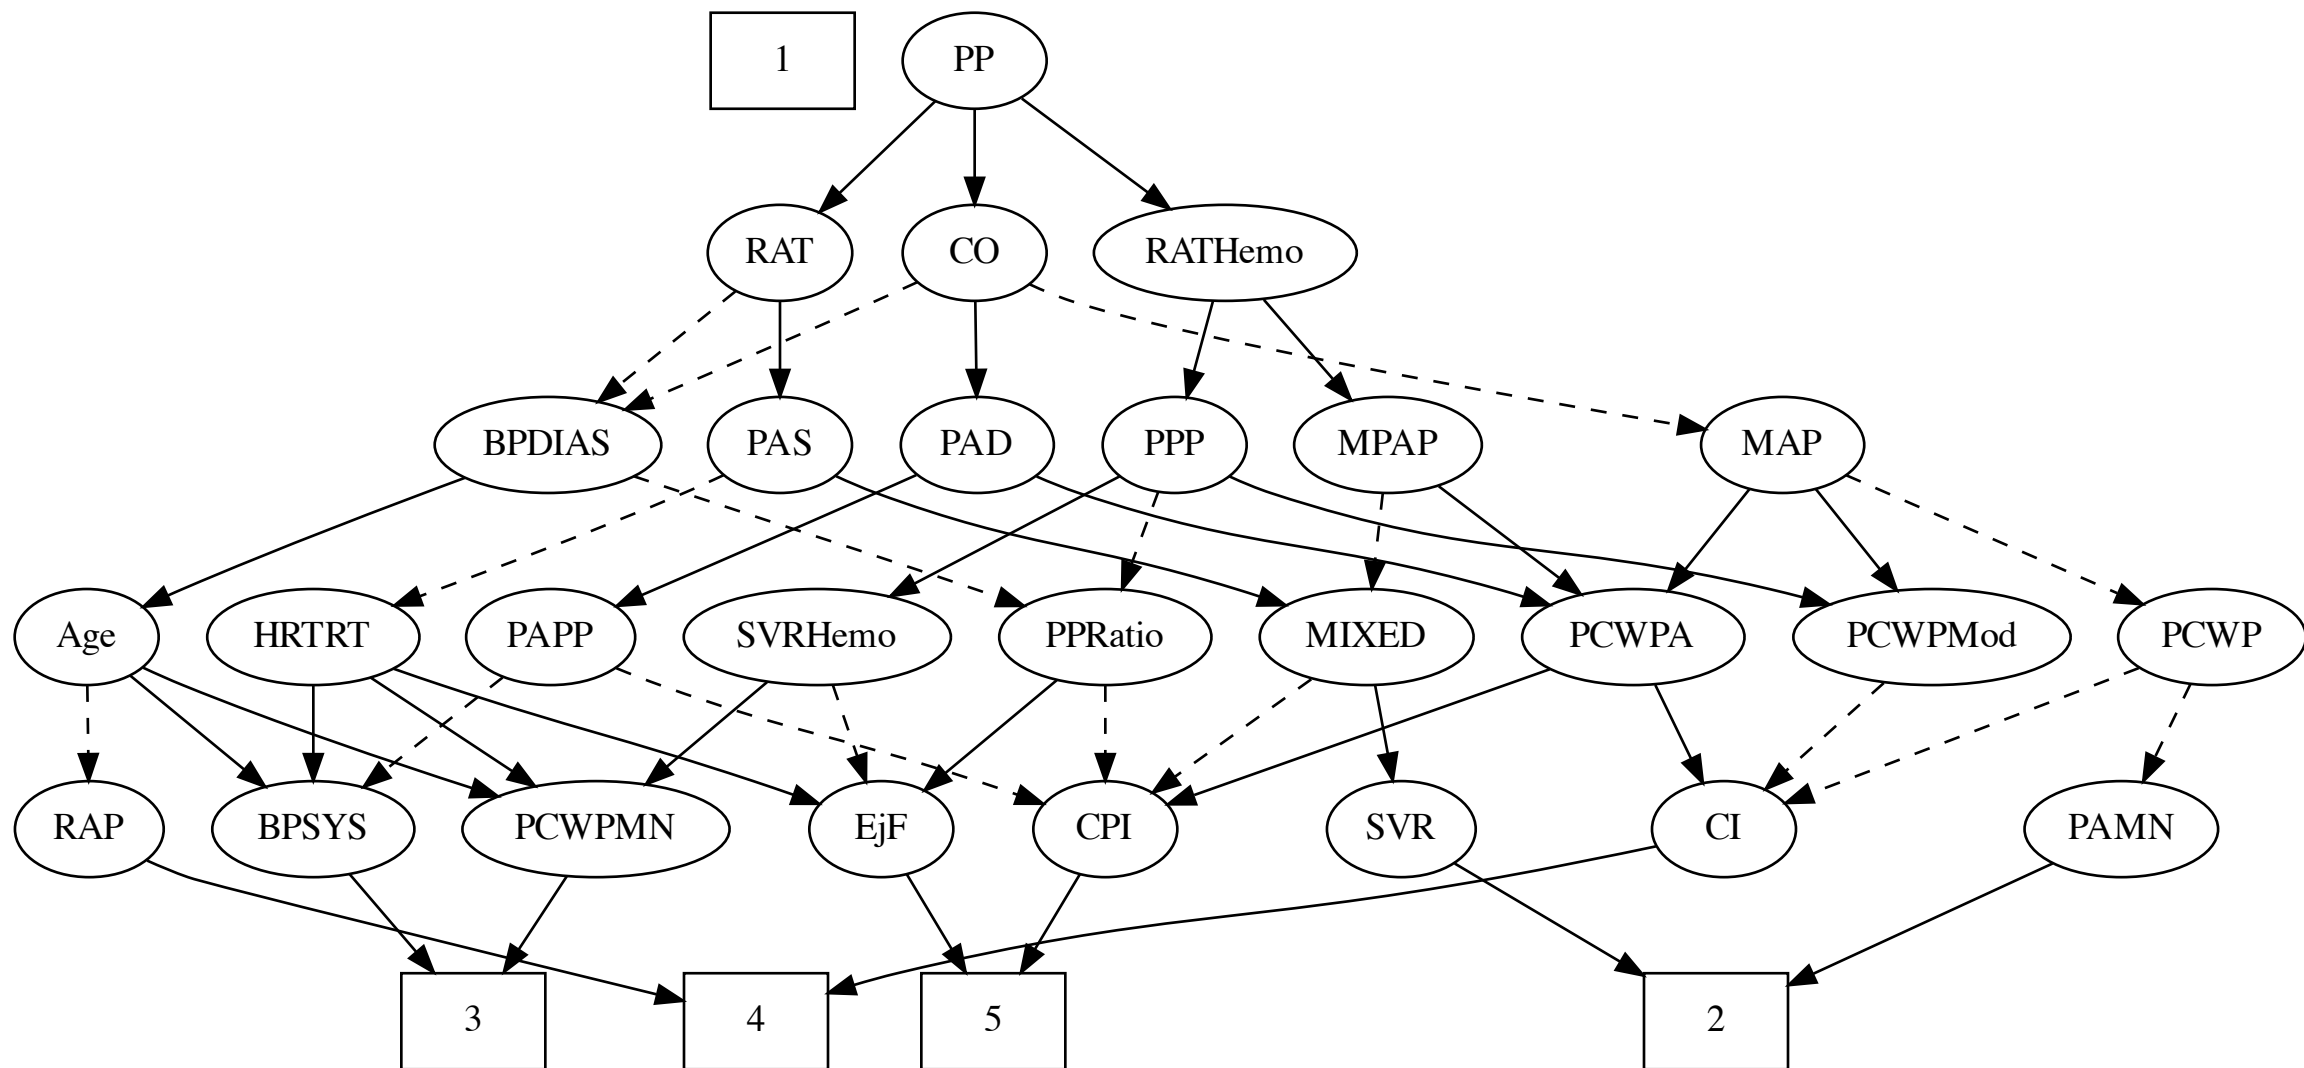 1
PP
RAT
CO
RATHemo
BPDIAS
PAS
PAD
PPP
MPAP
MAP
Age
HRTRT
PAPP
SVRHemo
PPRatio
MIXED
PCWPA
PCWPMod
PCWP
RAP
BPSYS
PCWPMN
EjF
CPI
SVR
CI
PAMN
3
4
5
2